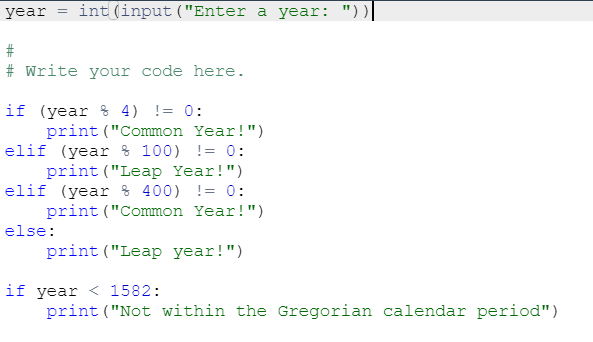 year = int(input("Enter a year: "))
#
# Write your code here.
if (year % 4) != 0:
    print("Common Year!")
elif (year % 100) != 0:
    print("Leap Year!")
elif (year % 400) != 0:
    print("Common Year!")
else:
    print("Leap year!")
if year < 1582:
    print("Not within the Gregorian calendar period")